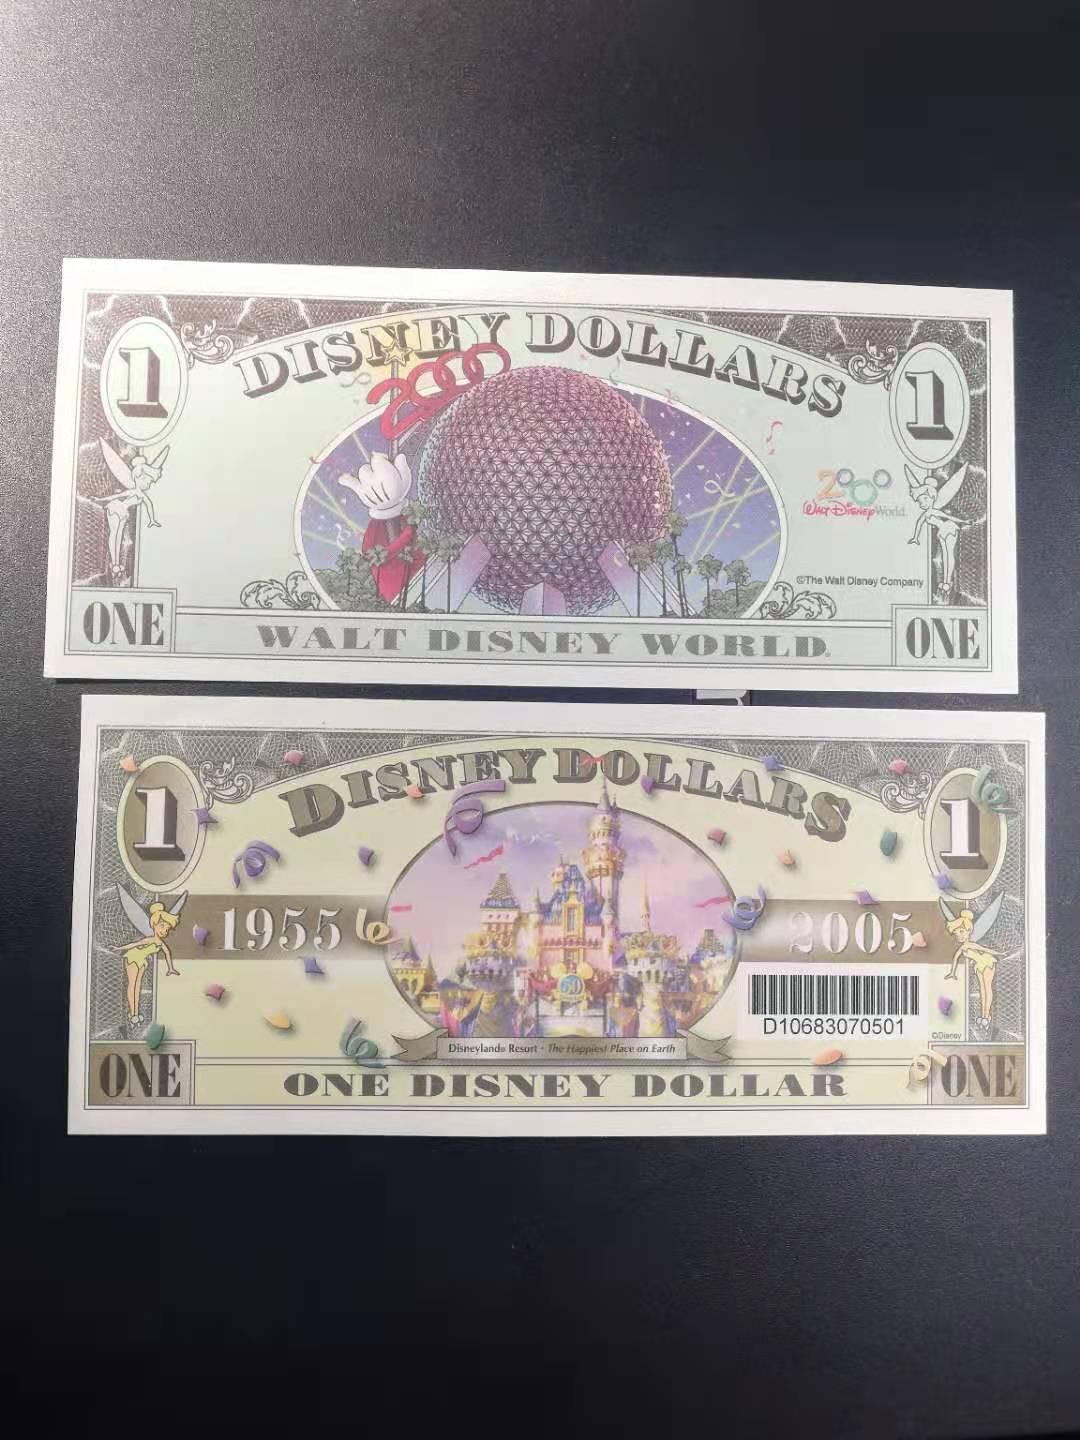 DISNEY DOLLARS
1
1
2000
2000
Walt Disney World
©The Walt Disney Company
ONE
WALT DISNEY WORLD.
ONE
DISNEY DOLLARS
1
1
1955
2005
50
D10683070501
©Disney
Disneyland® Resort · The Happiest Place on Earth
ONE
ONE DISNEY DOLLAR
ONE